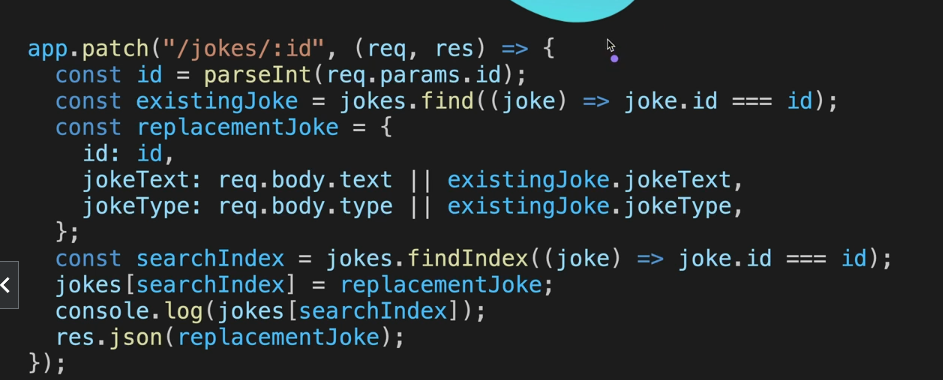 app.patch("/jokes/:id", (req, res) => {
  const id = parseInt(req.params.id);
  const existingJoke = jokes.find((joke) => joke.id === id);
  const replacementJoke = {
    id: id,
    jokeText: req.body.text || existingJoke.jokeText,
    jokeType: req.body.type || existingJoke.jokeType,
  };
  const searchIndex = jokes.findIndex((joke) => joke.id === id);
  jokes[searchIndex] = replacementJoke;
  console.log(jokes[searchIndex]);
  res.json(replacementJoke);
});